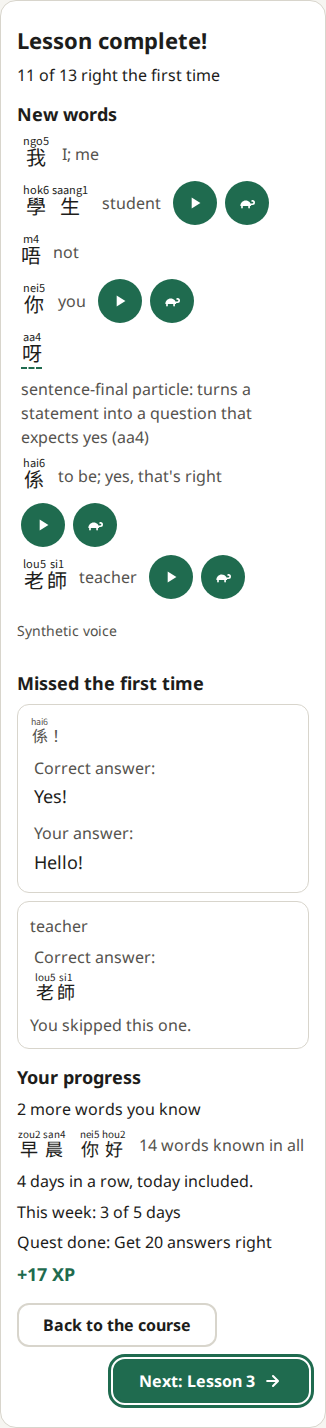 Lesson complete!
11 of 13 right the first time
New words
ngo5
我 I; me
hok6 saang1
學生 student
m4
唔 not
nei5
你 you
aa4
呀
sentence-final particle: turns a
statement into a question that
expects yes (aa4)
hai6
係 to be; yes, that's right
lou5 si1
老師 teacher
Synthetic voice
Missed the first time
hai6
係！
Correct answer:
Yes!
Your answer:
Hello!
teacher
Correct answer:
lou5 si1
老師
You skipped this one.
Your progress
2 more words you know
zou2 san4 nei5 hou2
早晨 你好 14 words known in all
4 days in a row, today included.
This week: 3 of 5 days
Quest done: Get 20 answers right
+17 XP
Back to the course
Next: Lesson 3 →